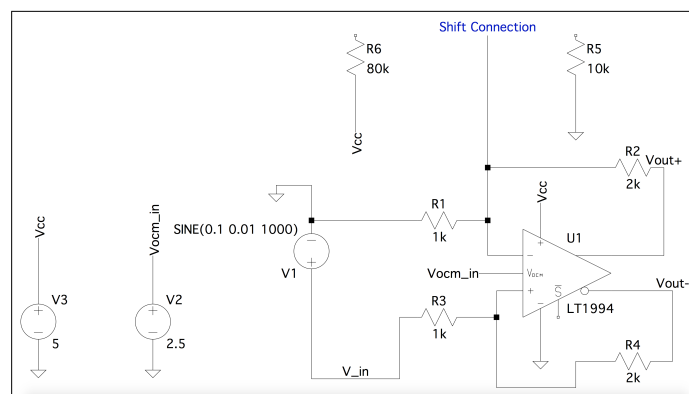 Shift Connection
R6
80k
Vcc
R5
10k
R2
Vout+
2k
Vcc
Vocm_in
Vcc
R1
1k
U1
SINE(0.1 0.01 1000)
V1
Vocm_in
VOCM
S
LT1994
Vout-
V3
5
V2
2.5
R3
1k
V_in
R4
2k